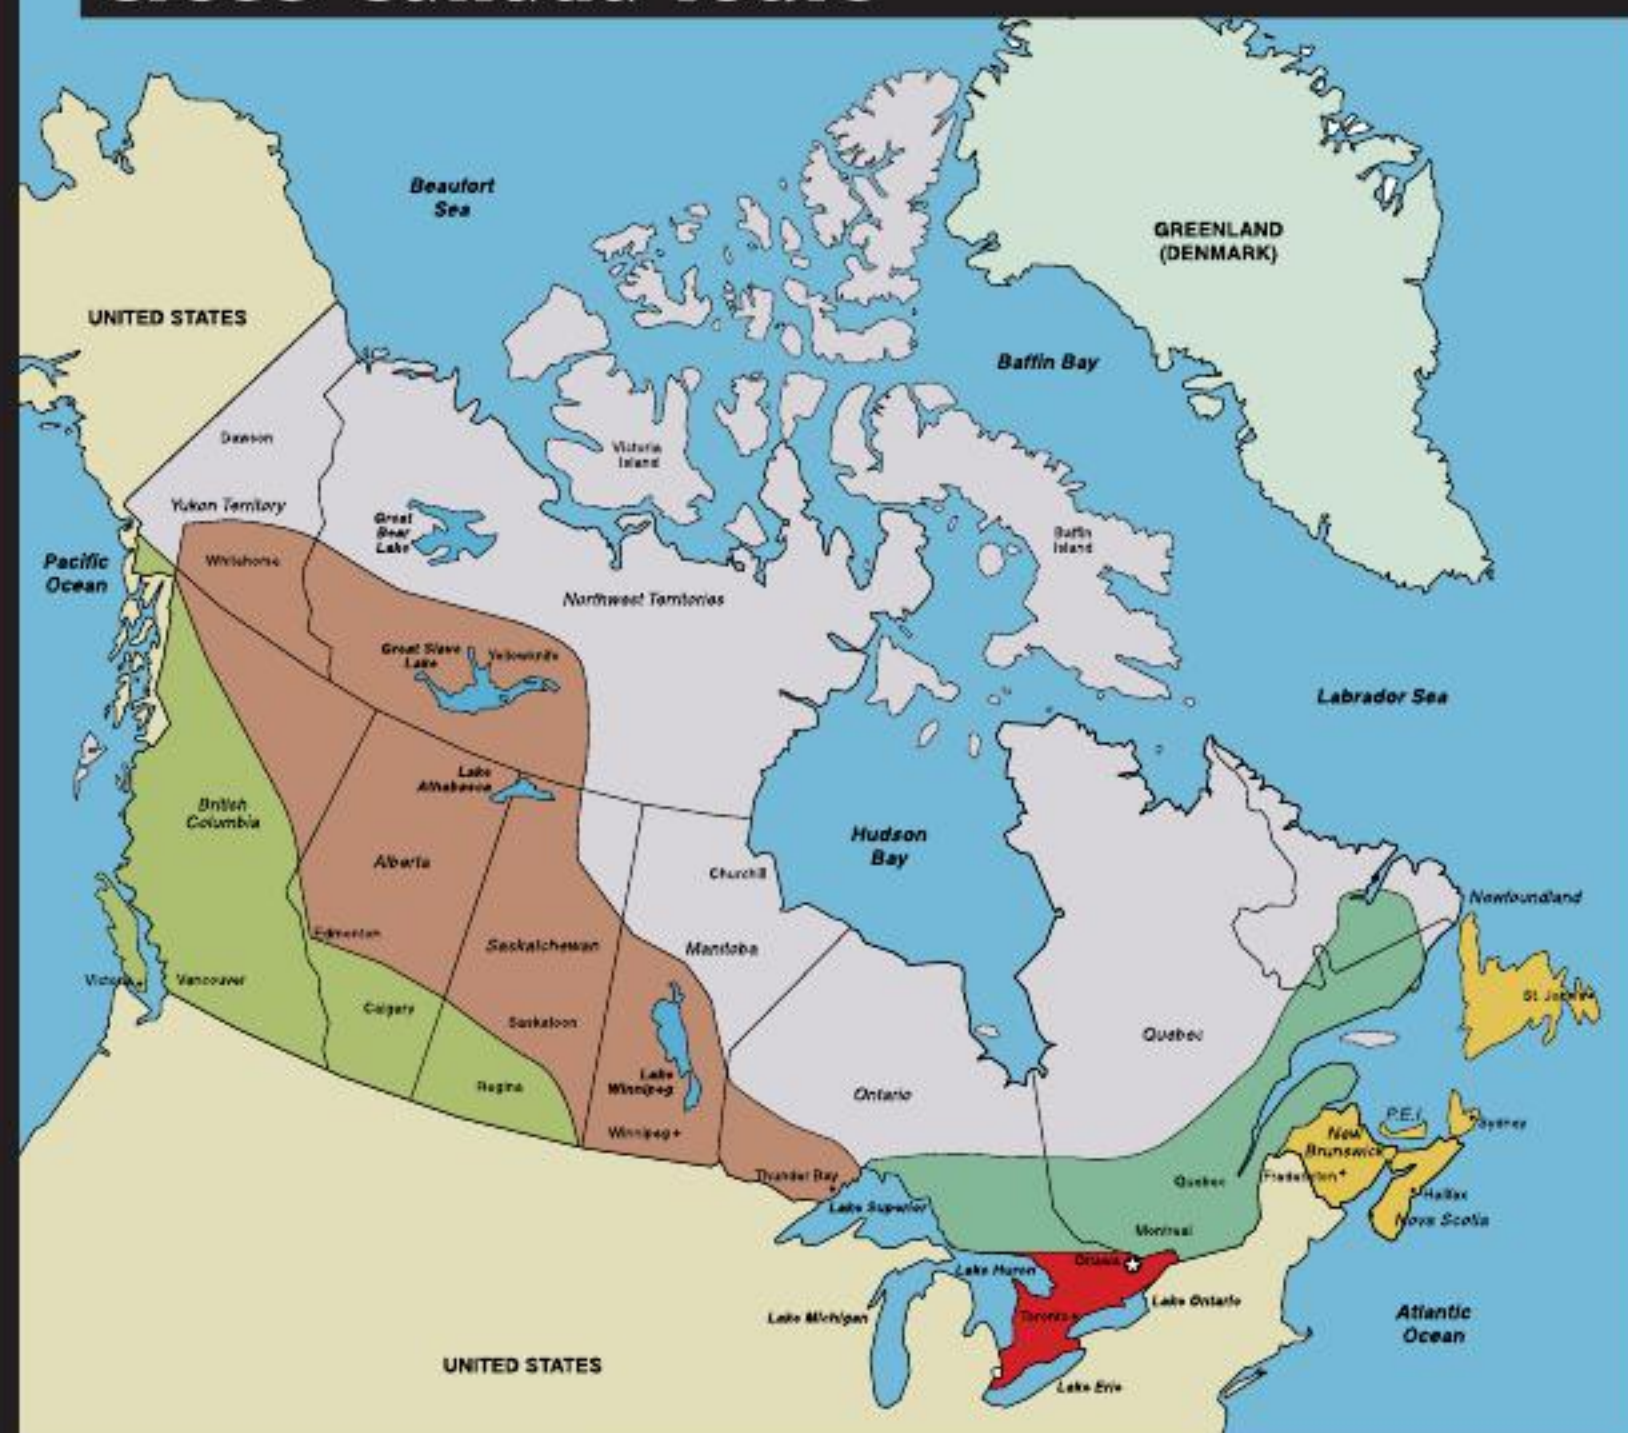 Beaufort
Sea
GREENLAND
(DENMARK)
UNITED STATES
Baffin Bay
Dawson
Victoria
Island
Yukon Territory
Great
Bear
Lake
Baffin
Island
Pacific
Ocean
Whitehorse
Northwest Territories
Great Slave
Lake
Yellowknife
Labrador Sea
Lake
Athabasca
British
Columbia
Hudson
Bay
Alberta
Churchill
Newfoundland
Edmonton
Saskatchewan
Manitoba
Victoria
Vancouver
Calgary
Saskatoon
St. John's
Quebec
Lake
Winnipeg
Regina
Ontario
Winnipeg
P.E.I.
Sydney
New
Brunswick
Thunder Bay
Quebec
Fredericton
Halifax
Nova Scotia
Lake Superior
Montreal
Ottawa
Lake Huron
Lake Ontario
Lake Michigan
Toronto
Atlantic
Ocean
UNITED STATES
Lake Erie